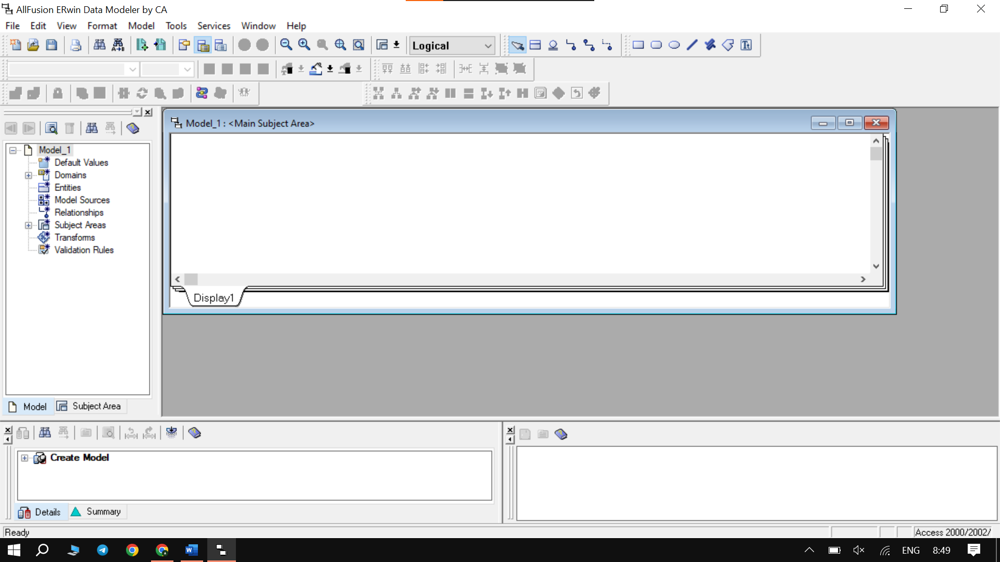 AllFusion ERwin Data Modeler by CA
File Edit View Format Model Tools Services Window Help
Logical
Model_1 : <Main Subject Area>
Model_1
Default Values
Domains
Entities
Model Sources
Relationships
Subject Areas
Transforms
Validation Rules
Display1
Model Subject Area
Create Model
Details Summary
Ready
Access 2000/2002/
ENG 8:49